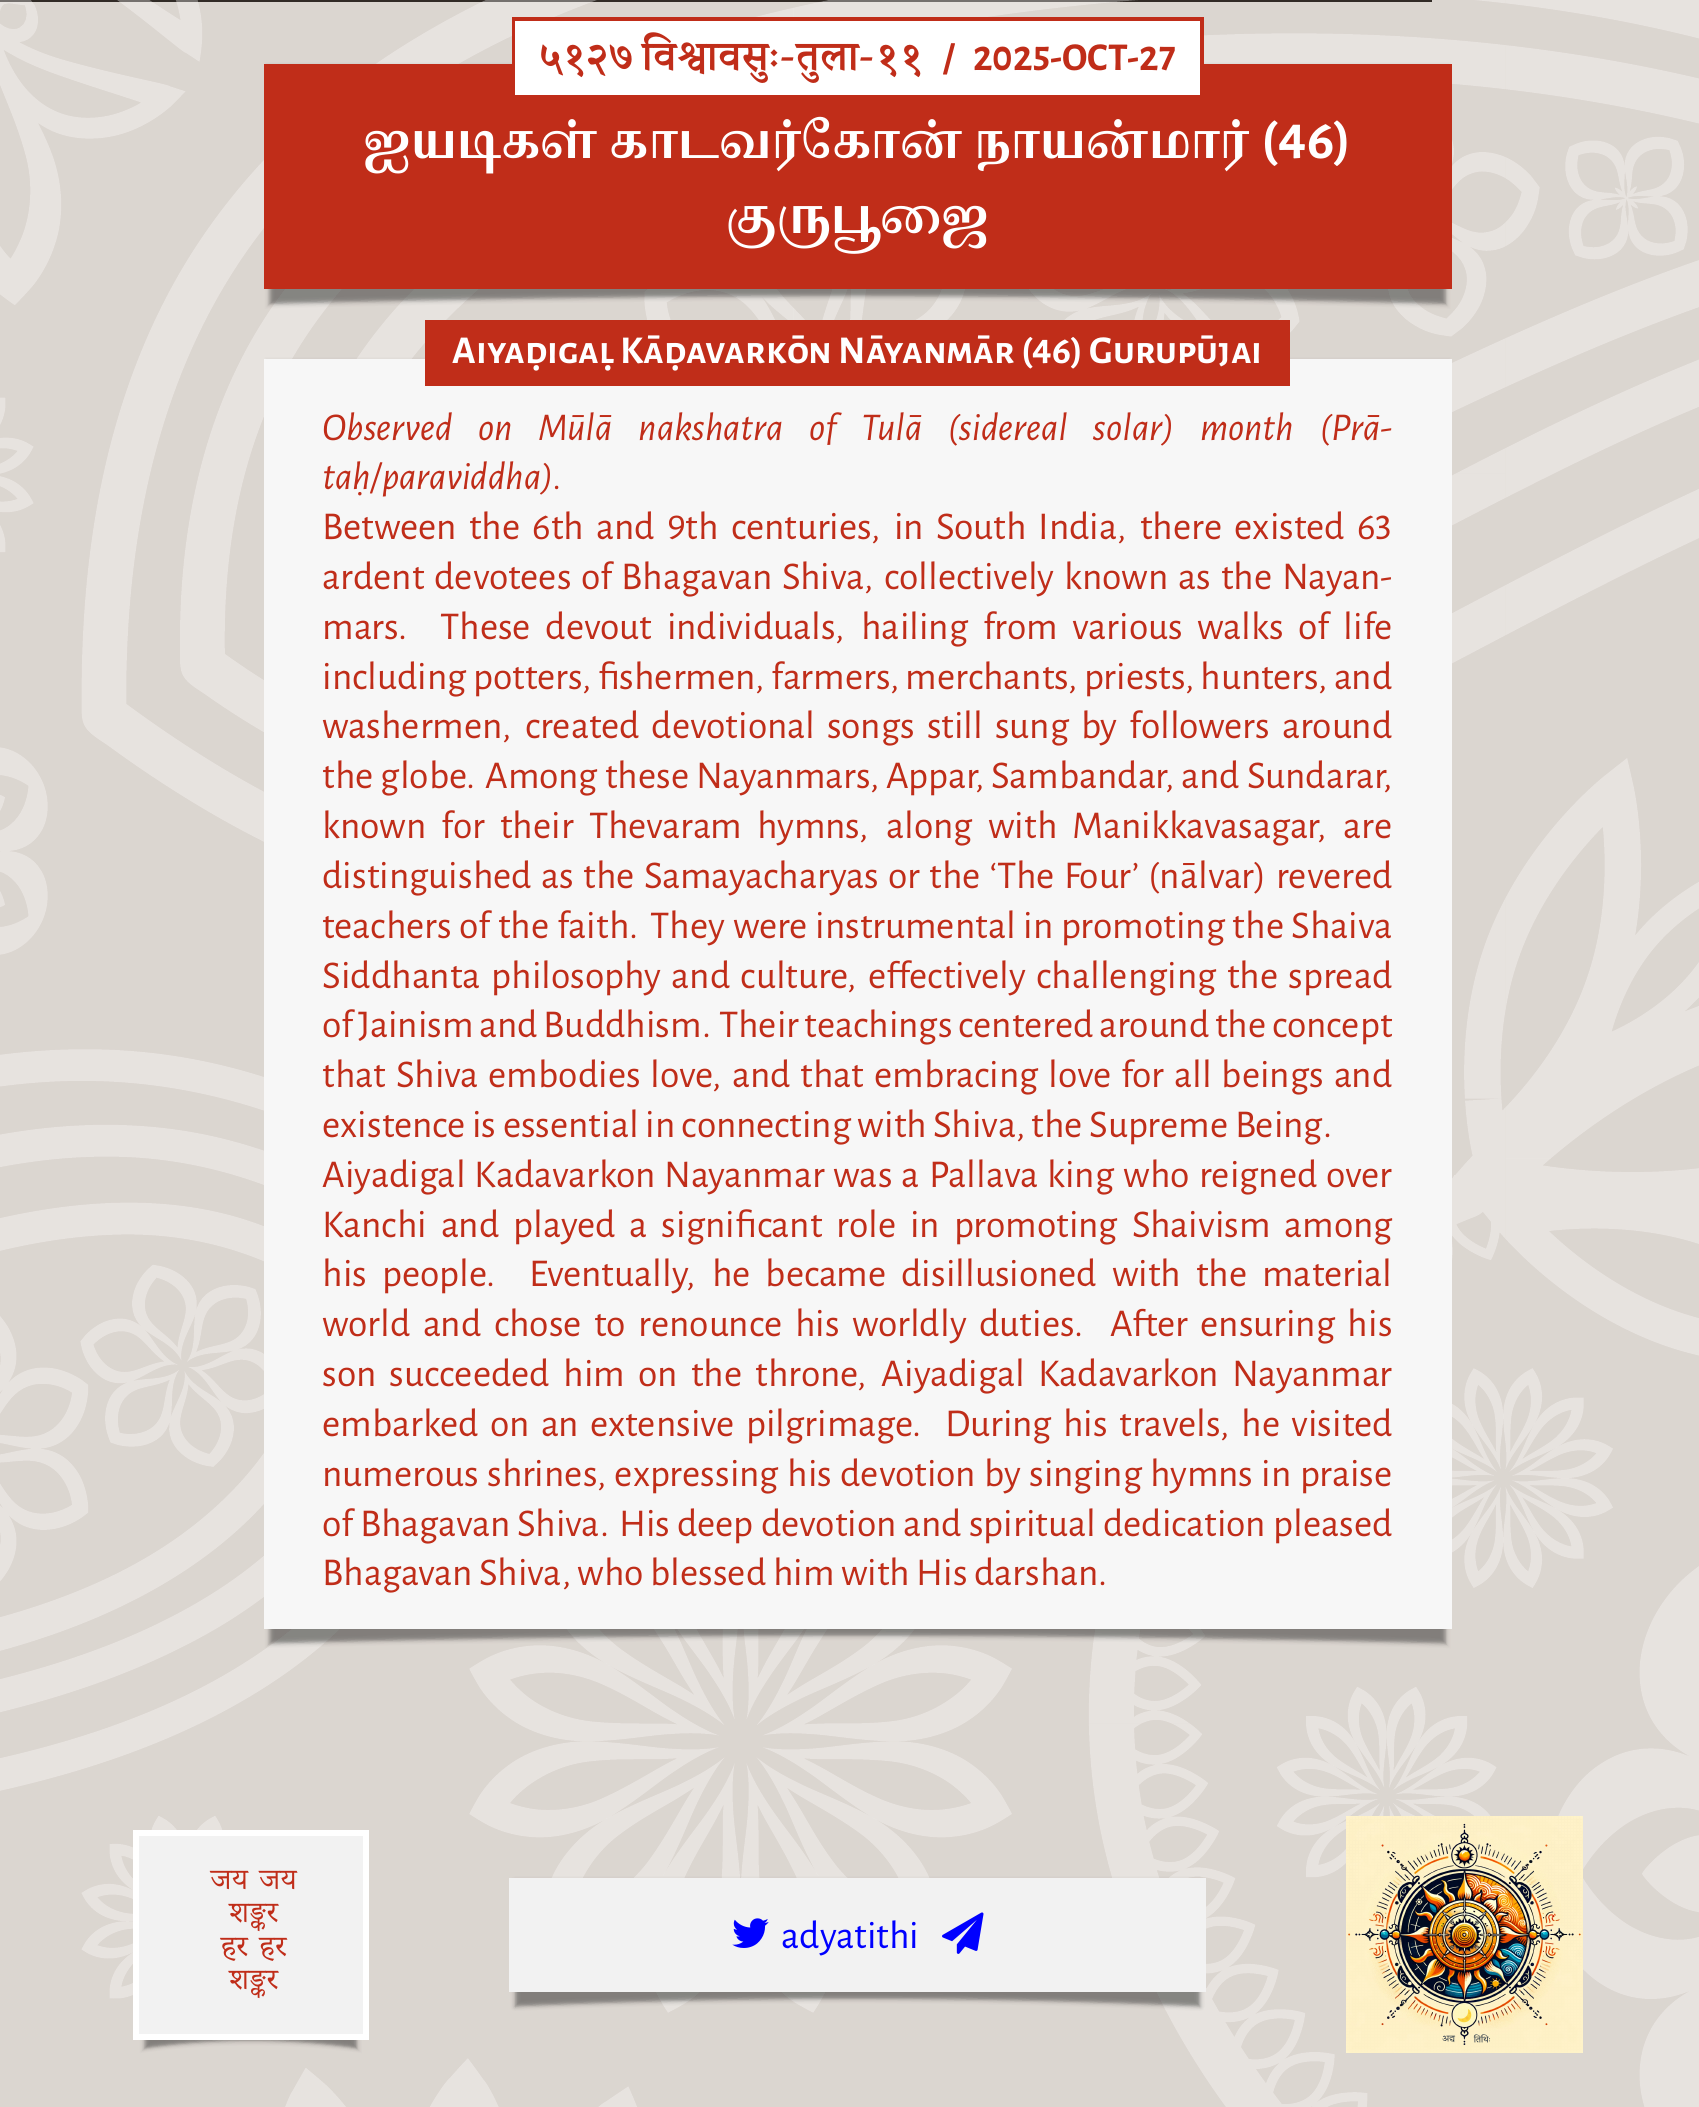 ५१२७ विश्वावसुः-तुला-११ / 2025-OCT-27
ஐயடிகள் காடவர்கோன் நாயன்மார் (46)
குருபூஜை
Aiyaḍigaḷ Kāḍavarkōn Nāyanmār (46) Gurupūjai
Observed on Mūlā nakshatra of Tulā (sidereal solar) month (Prā-
taḥ/paraviddha).
Between the 6th and 9th centuries, in South India, there existed 63
ardent devotees of Bhagavan Shiva, collectively known as the Nayan-
mars. These devout individuals, hailing from various walks of life
including potters, fishermen, farmers, merchants, priests, hunters, and
washermen, created devotional songs still sung by followers around
the globe. Among these Nayanmars, Appar, Sambandar, and Sundarar,
known for their Thevaram hymns, along with Manikkavasagar, are
distinguished as the Samayacharyas or the ‘The Four’ (nālvar) revered
teachers of the faith. They were instrumental in promoting the Shaiva
Siddhanta philosophy and culture, effectively challenging the spread
of Jainism and Buddhism. Their teachings centered around the concept
that Shiva embodies love, and that embracing love for all beings and
existence is essential in connecting with Shiva, the Supreme Being.
Aiyadigal Kadavarkon Nayanmar was a Pallava king who reigned over
Kanchi and played a significant role in promoting Shaivism among
his people. Eventually, he became disillusioned with the material
world and chose to renounce his worldly duties. After ensuring his
son succeeded him on the throne, Aiyadigal Kadavarkon Nayanmar
embarked on an extensive pilgrimage. During his travels, he visited
numerous shrines, expressing his devotion by singing hymns in praise
of Bhagavan Shiva. His deep devotion and spiritual dedication pleased
Bhagavan Shiva, who blessed him with His darshan.
जय जय
शङ्कर
हर हर
शङ्कर
adyatithi
अद्य तिथिः